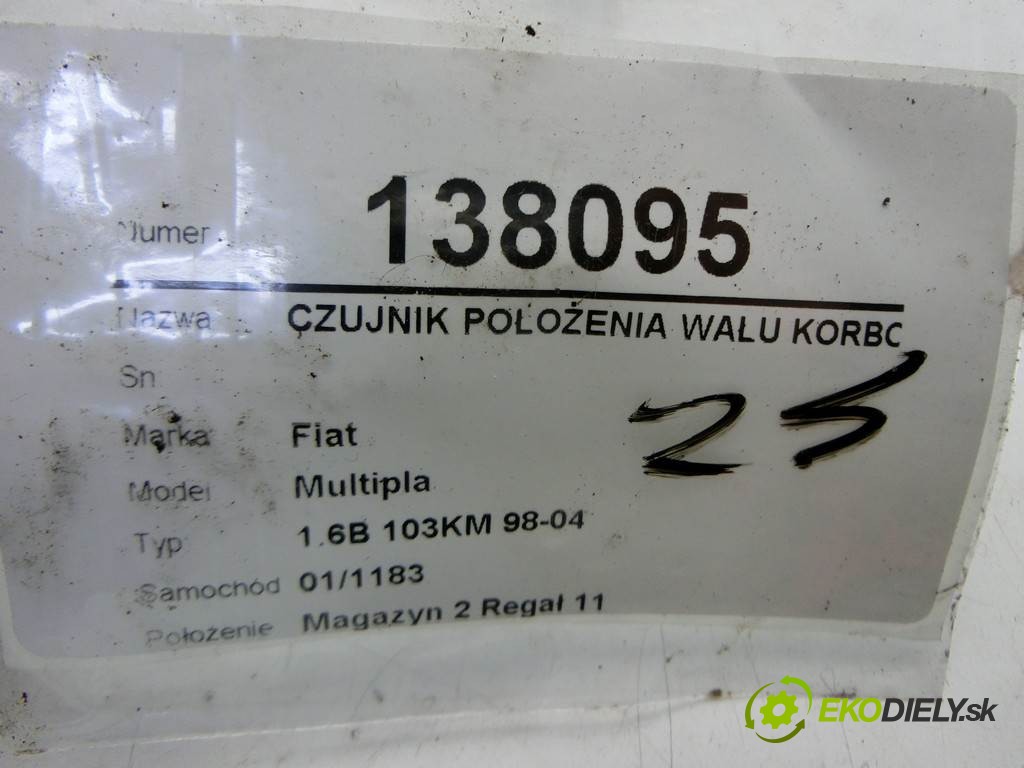 Numer 138095
Nazwa CZUJNIK POŁOŻENIA WAŁU KORBO
Sn
25
Marka Fiat
Model Multipla
Typ 1.6B 103KM 98-04
Samochód 01/1183
Położenie Magazyn 2 Regał 11
EKODIELY.sk